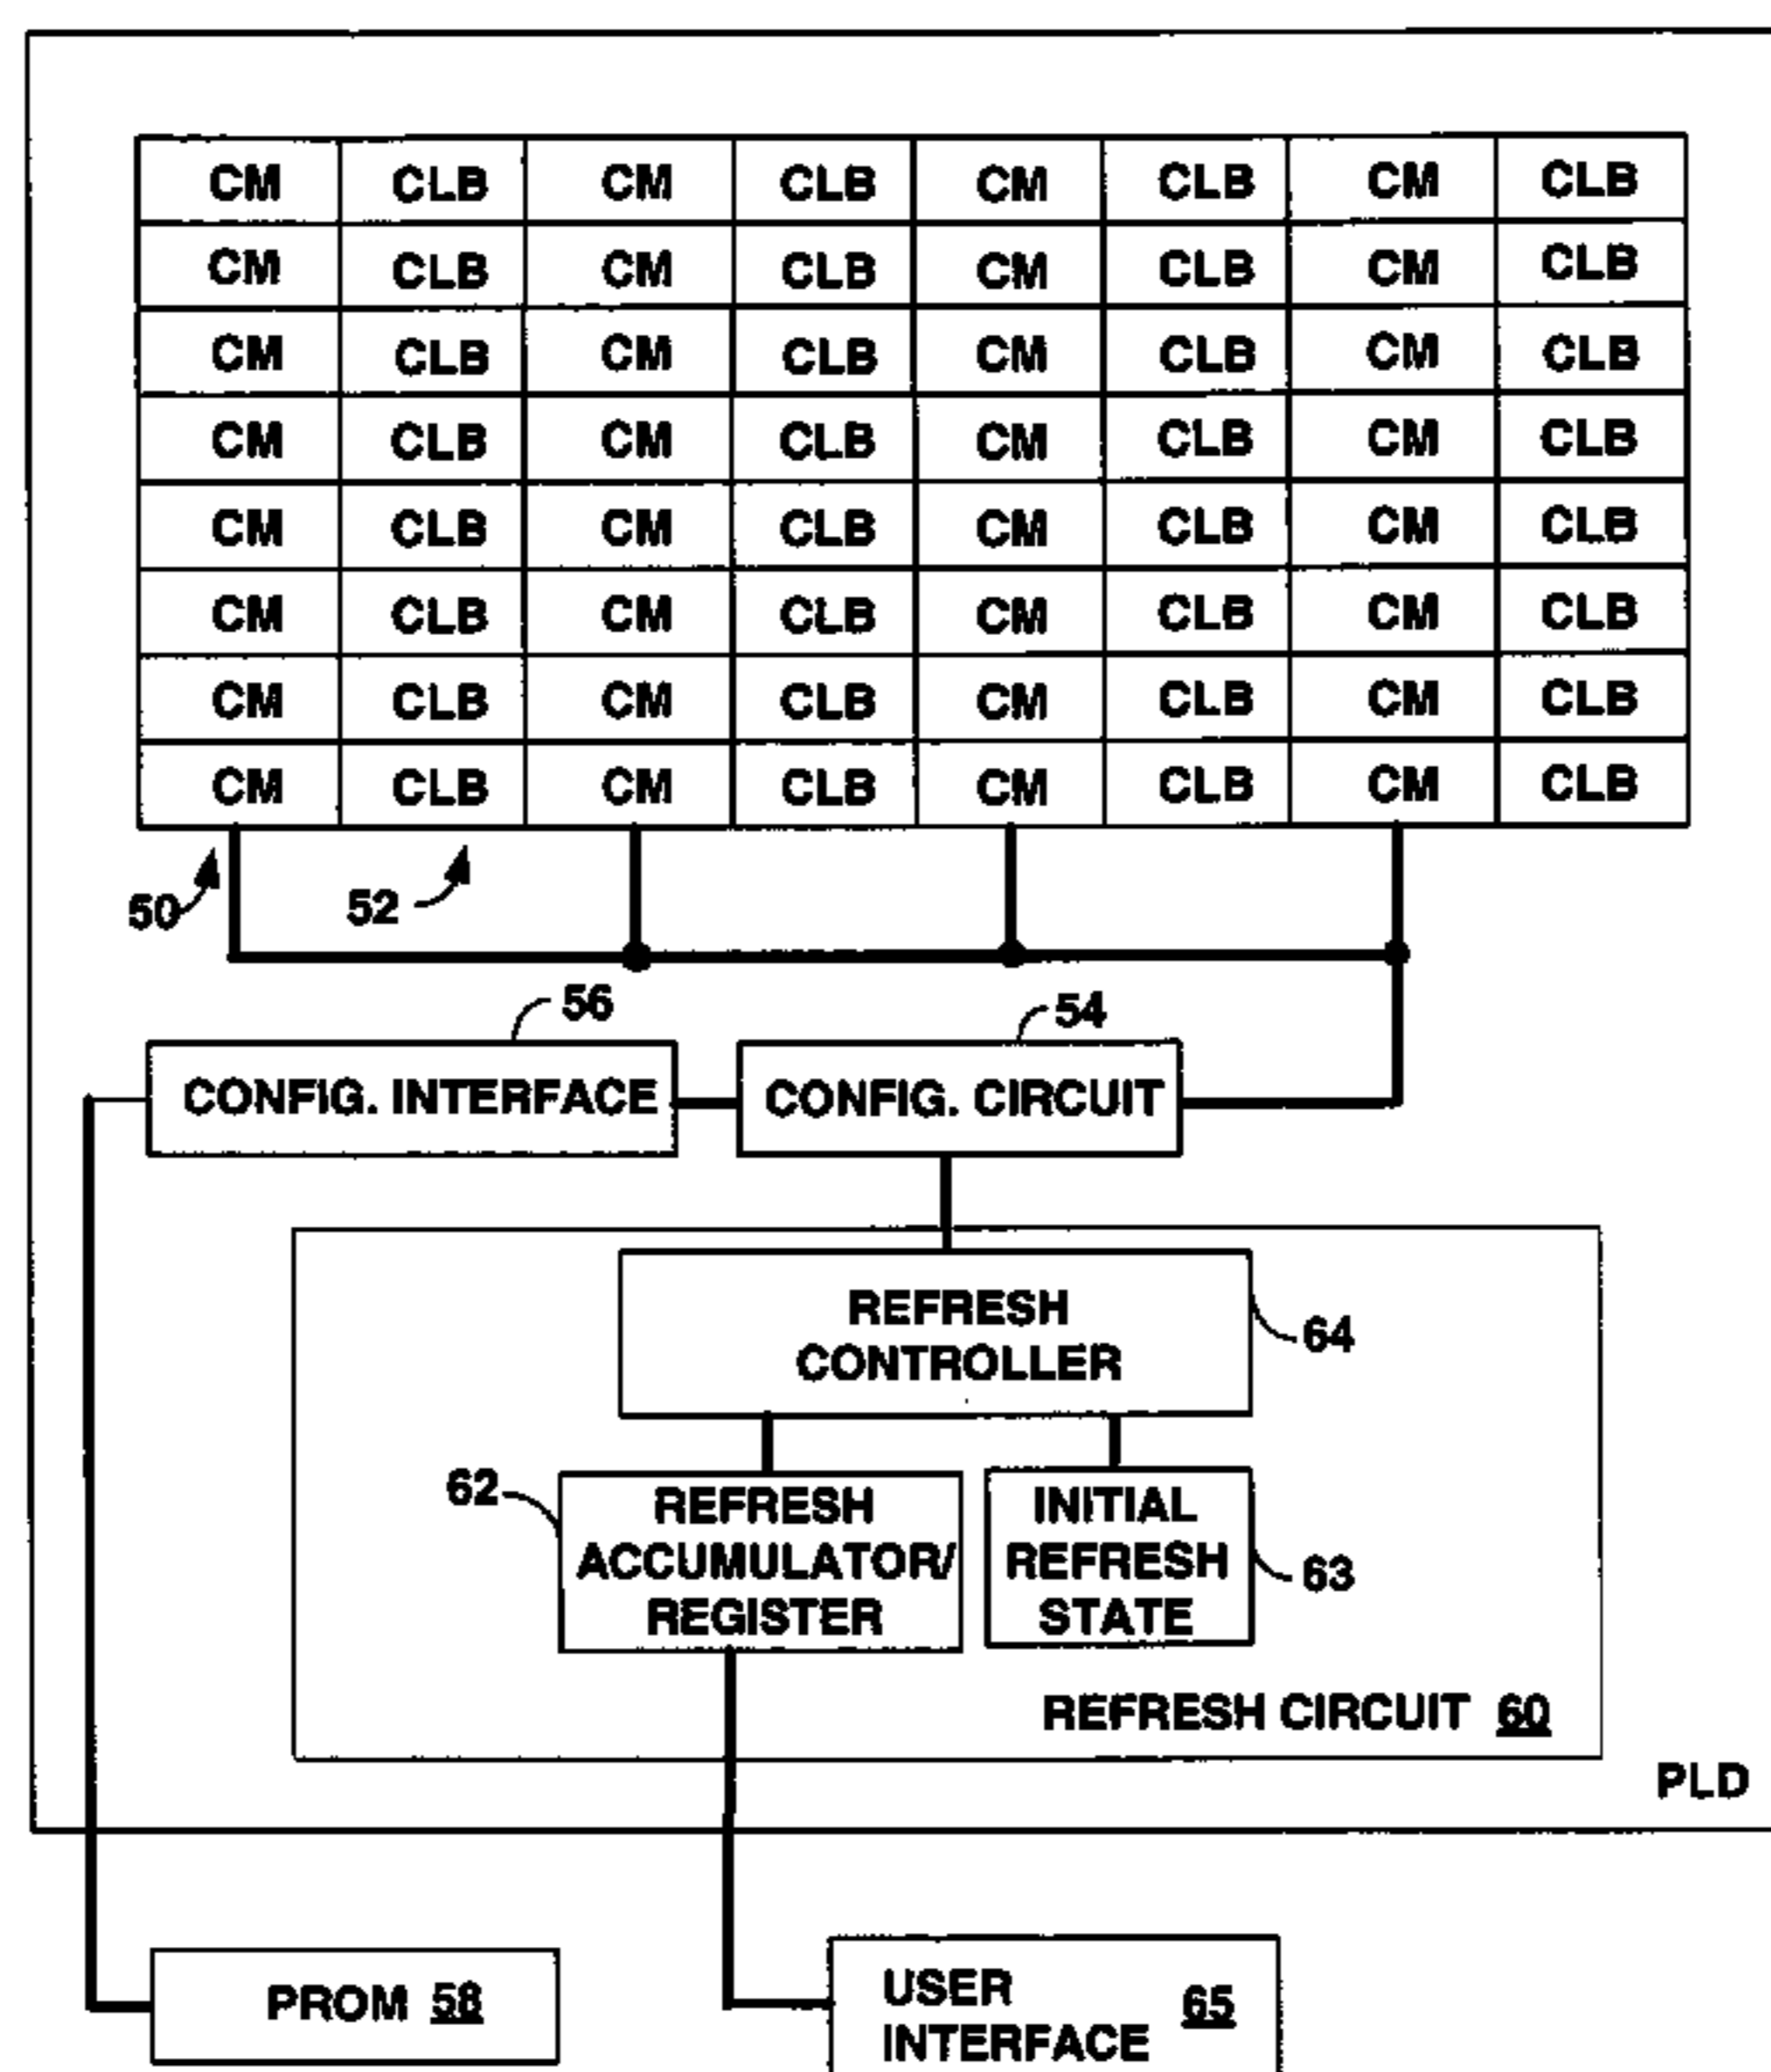 CM CLB CM CLB CM CLB CM CLB
CM CLB CM CLB CM CLB CM CLB
CM CLB CM CLB CM CLB CM CLB
CM CLB CM CLB CM CLB CM CLB
CM CLB CM CLB CM CLB CM CLB
CM CLB CM CLB CM CLB CM CLB
CM CLB CM CLB CM CLB CM CLB
CM CLB CM CLB CM CLB CM CLB
50
52
56
54
CONFIG. INTERFACE
CONFIG. CIRCUIT
REFRESH
CONTROLLER
64
62
REFRESH
ACCUMULATOR/
REGISTER
INITIAL
REFRESH
STATE
63
REFRESH CIRCUIT 60
PLD
PROM 58
USER
INTERFACE
65